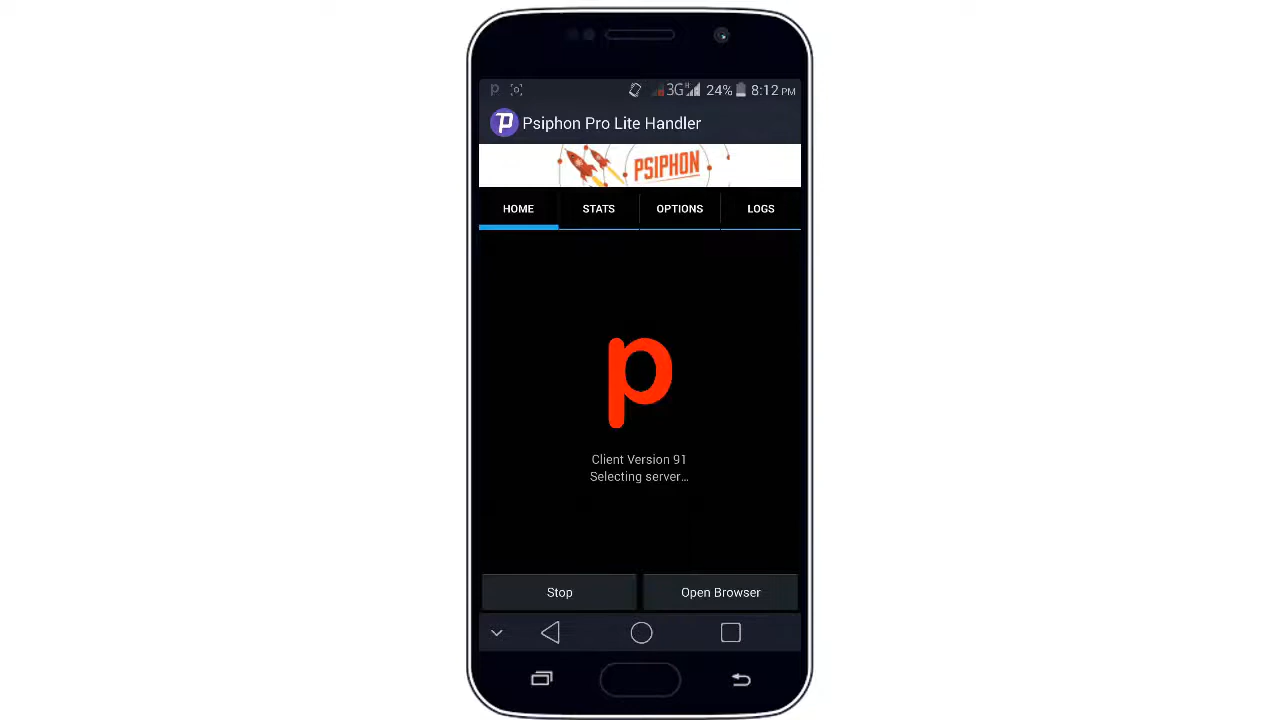 p 3G H 24% 8:12 PM
Psiphon Pro Lite Handler
PSIPHON
HOME STATS OPTIONS LOGS
p
Client Version 91
Selecting server...
Stop Open Browser